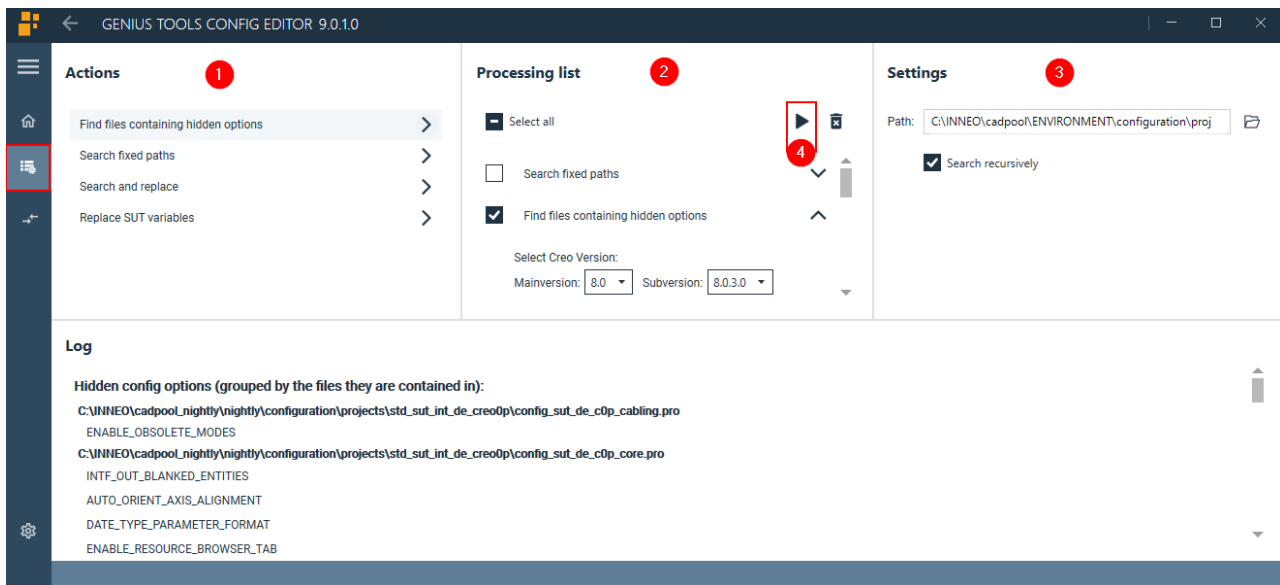 GENIUS TOOLS CONFIG EDITOR 9.0.1.0
Actions
1
Find files containing hidden options
Search fixed paths
Search and replace
Replace SUT variables
Processing list
2
Select all
4
Search fixed paths
Find files containing hidden options
Select Creo Version:
Mainversion: 8.0 Subversion: 8.0.3.0
Settings
3
Path: C:\INNEO\cadpool\ENVIRONMENT\configuration\proj
Search recursively
Log
Hidden config options (grouped by the files they are contained in):
C:\INNEO\cadpool_nightly\nightly\configuration\projects\std_sut_int_de_creo0p\config_sut_de_c0p_cabling.pro
ENABLE_OBSOLETE_MODES
C:\INNEO\cadpool_nightly\nightly\configuration\projects\std_sut_int_de_creo0p\config_sut_de_c0p_core.pro
INTF_OUT_BLANKED_ENTITIES
AUTO_ORIENT_AXIS_ALIGNMENT
DATE_TYPE_PARAMETER_FORMAT
ENABLE_RESOURCE_BROWSER_TAB